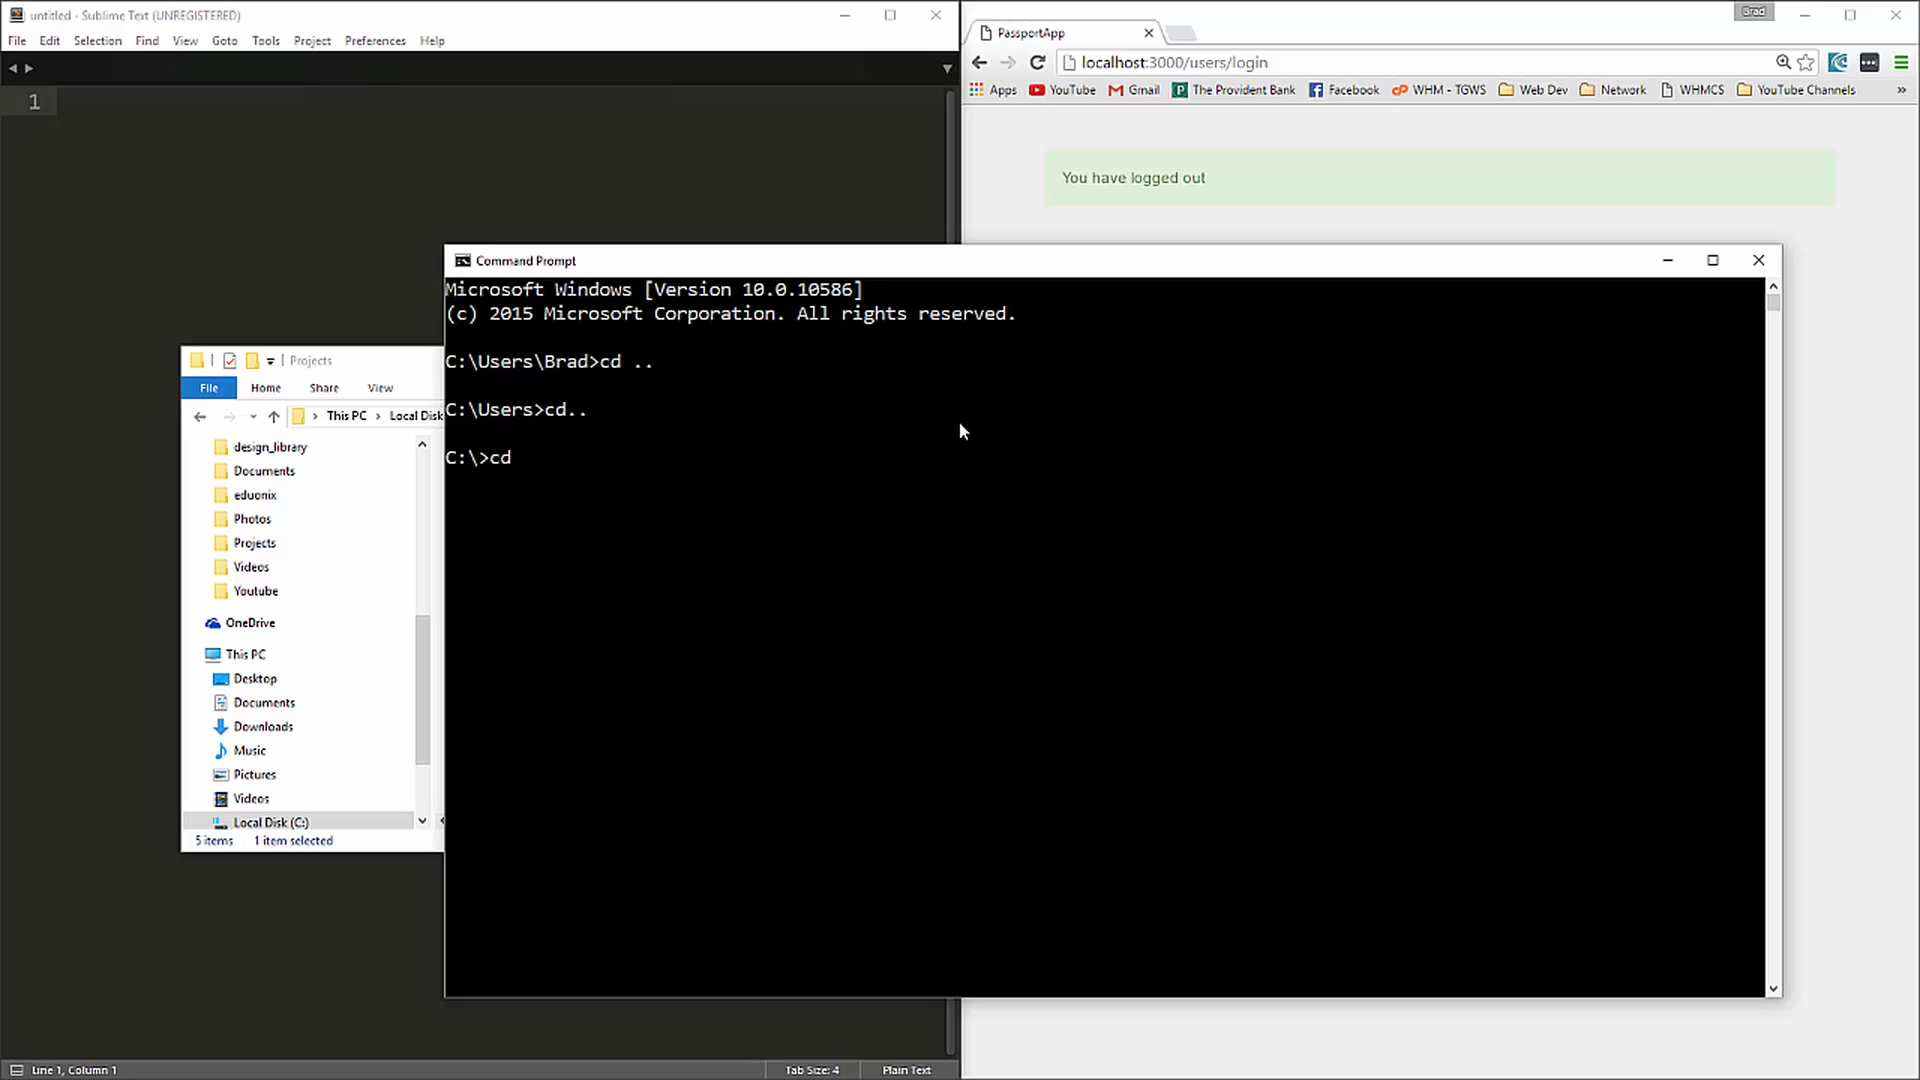 untitled - Sublime Text (UNREGISTERED)
File Edit Selection Find View Goto Tools Project Preferences Help
1
Brad
PassportApp
localhost:3000/users/login
Apps YouTube Gmail The Provident Bank Facebook WHM - TGWS Web Dev Network WHMCS YouTube Channels »
You have logged out
Command Prompt
Microsoft Windows [Version 10.0.10586]
(c) 2015 Microsoft Corporation. All rights reserved.
C:\Users\Brad>cd ..
C:\Users>cd..
C:\>cd
Projects
File Home Share View
This PC Local Disk
design_library
Documents
eduonix
Photos
Projects
Videos
Youtube
OneDrive
This PC
Desktop
Documents
Downloads
Music
Pictures
Videos
Local Disk (C:)
5 items 1 item selected
Line 1, Column 1 Tab Size: 4 Plain Text